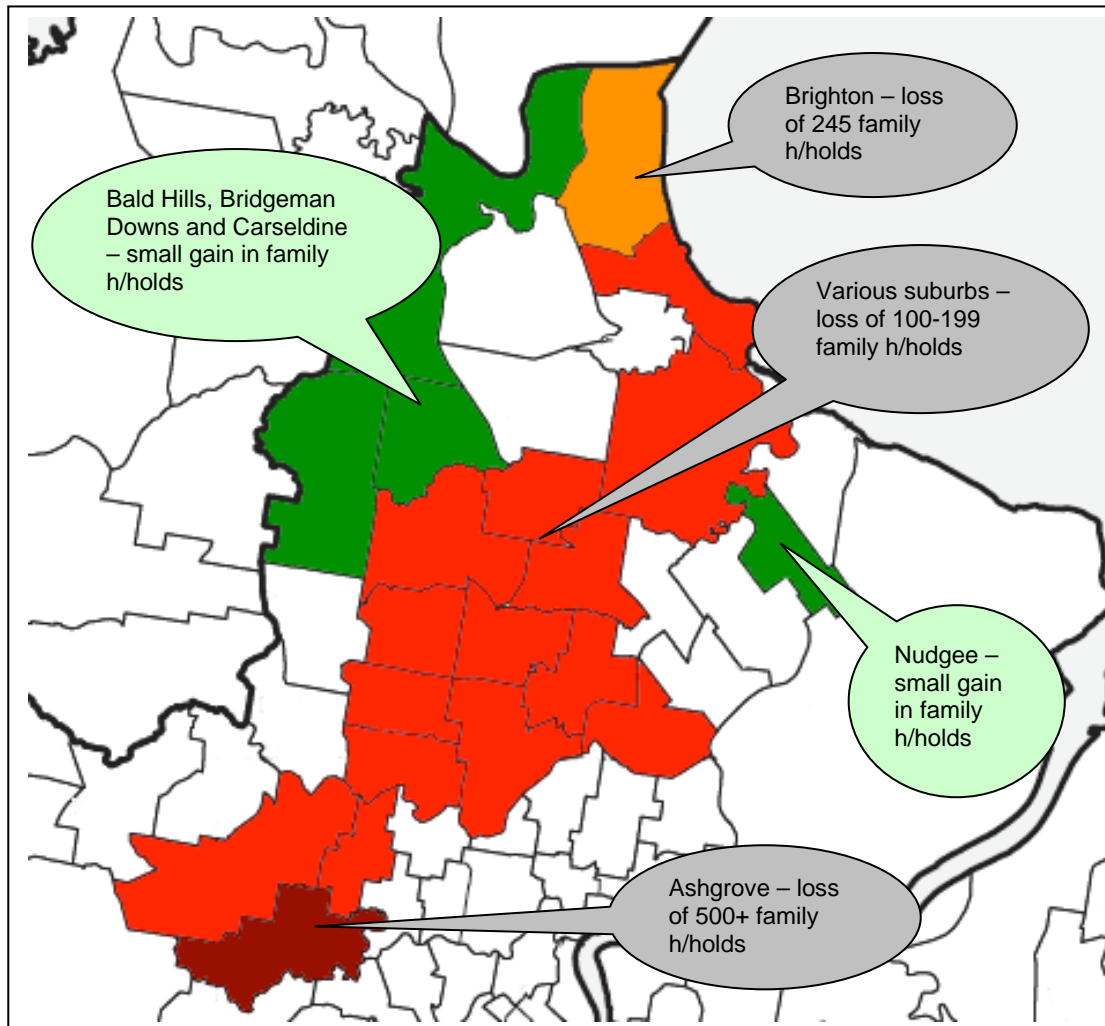 Brighton – loss
of 245 family
h/holds
Bald Hills, Bridgeman
Downs and Carseldine
– small gain in family
h/holds
Various suburbs –
loss of 100-199
family h/holds
Nudgee –
small gain
in family
h/holds
Ashgrove – loss
of 500+ family
h/holds